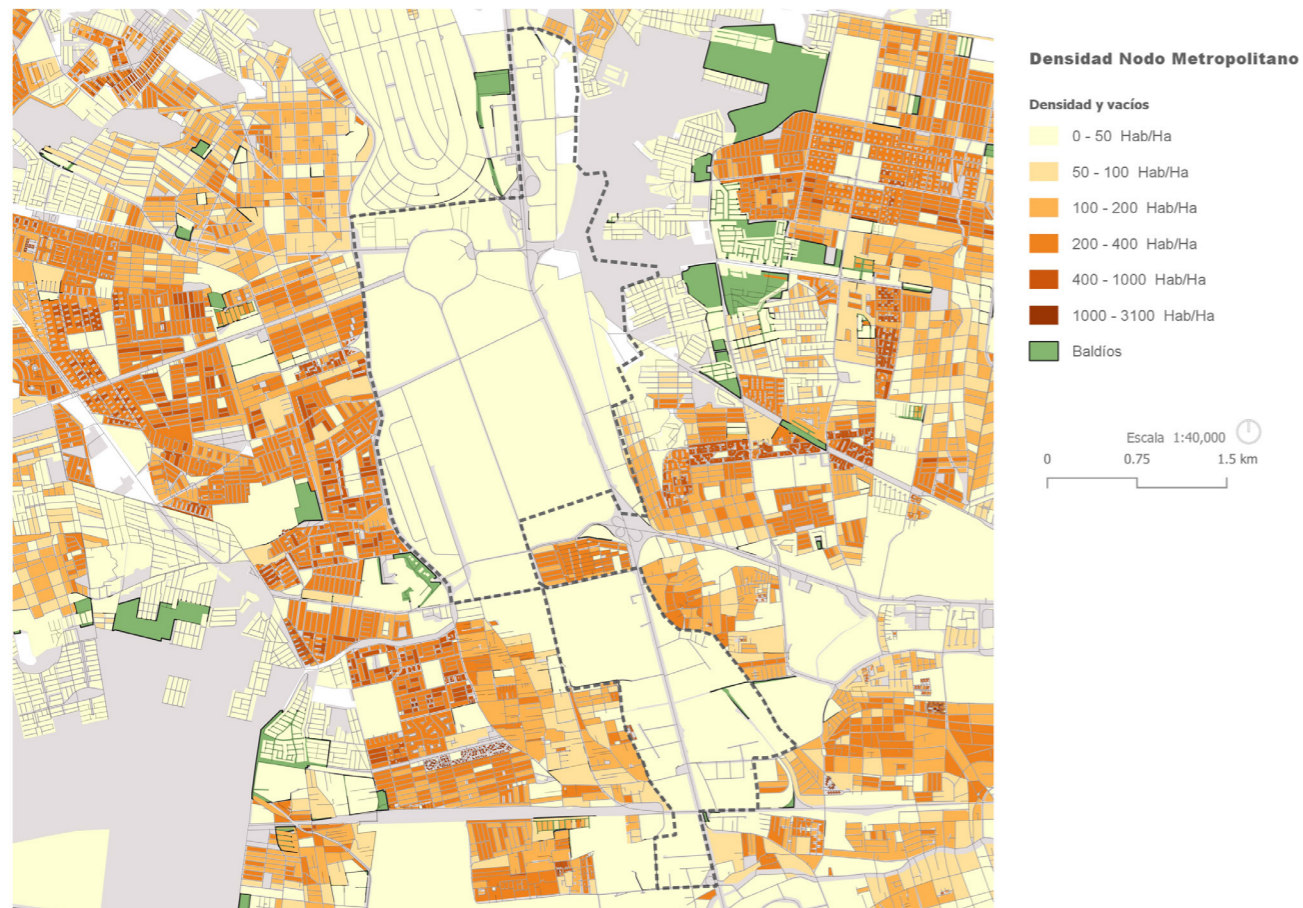 Densidad Nodo Metropolitano
Densidad y vacíos
0 - 50 Hab/Ha
50 - 100 Hab/Ha
100 - 200 Hab/Ha
200 - 400 Hab/Ha
400 - 1000 Hab/Ha
1000 - 3100 Hab/Ha
Baldíos
Escala 1:40,000
0 0.75 1.5 km